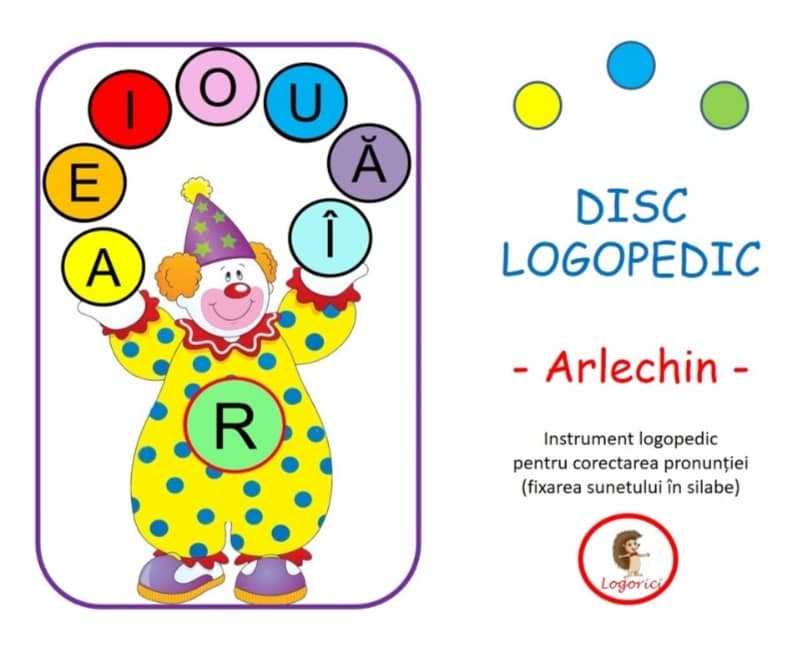 A
E
I
O
U
Ă
Î
R
DISC
LOGOPEDIC
- Arlechin -
Instrument logopedic
pentru corectarea pronunției
(fixarea sunetului în silabe)
Logorici